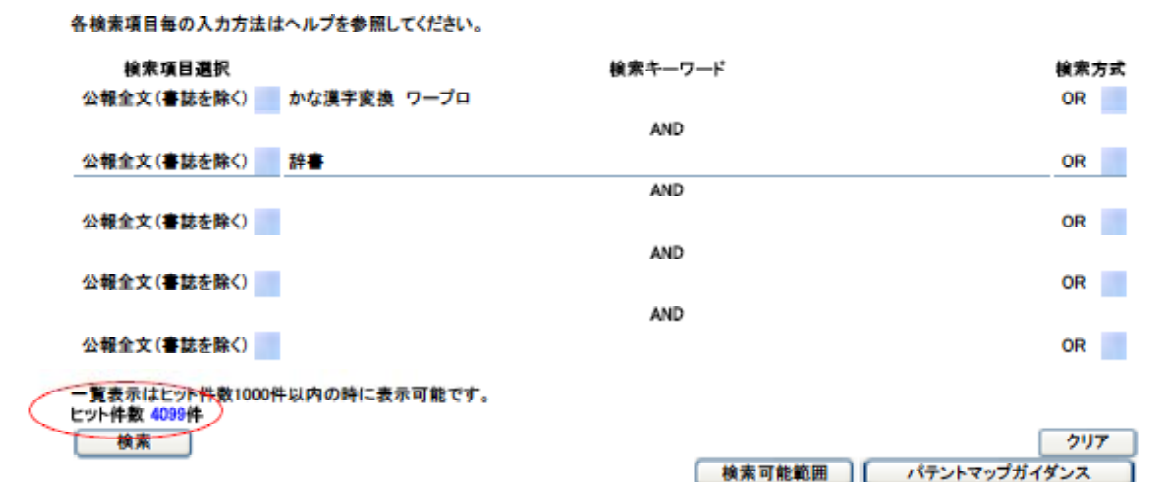 各検索項目毎の入力方法はヘルプを参照してください。
検索項目選択 検索キーワード 検索方式
公報全文(書誌を除く) かな漢字変換 ワープロ OR
AND
公報全文(書誌を除く) 辞書 OR
AND
公報全文(書誌を除く) OR
AND
公報全文(書誌を除く) OR
AND
公報全文(書誌を除く) OR
一覧表示はヒット件数1000件以内の時に表示可能です。
ヒット件数 4099件
検索 クリア
検索可能範囲 パテントマップガイダンス